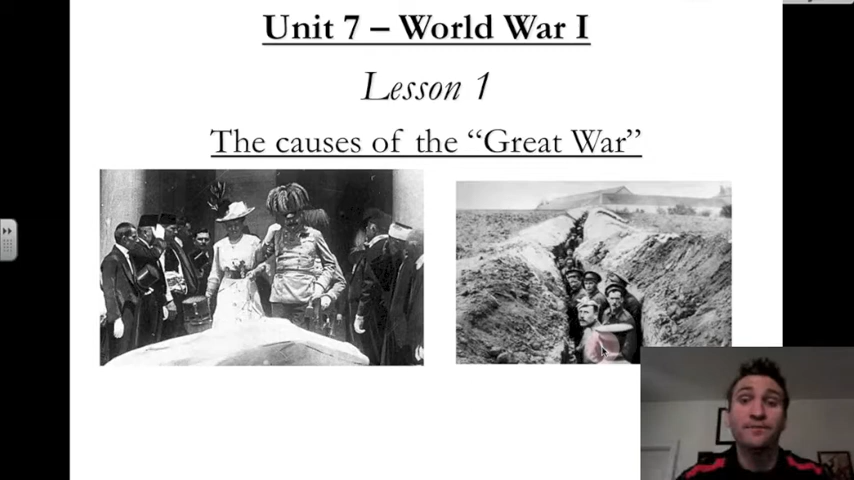 Unit 7 – World War I
Lesson 1
The causes of the “Great War”